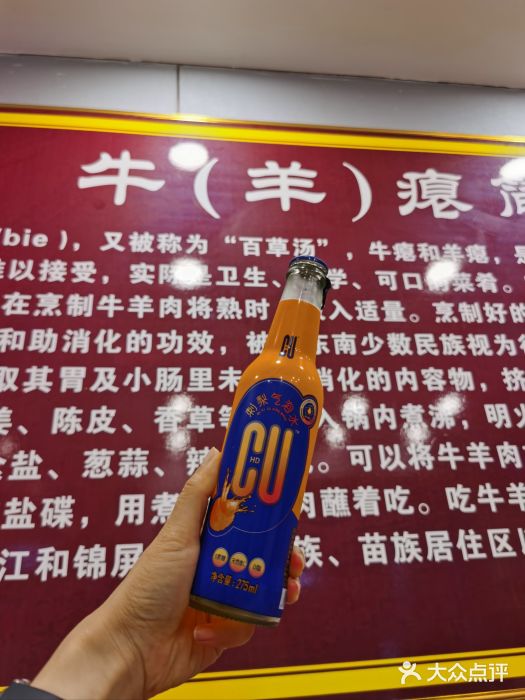 牛(羊)瘪
(bie),又被称为“百草汤”,牛瘪和羊瘪,
难以接受,实际 是卫生、 学、可口 菜肴。
在烹制牛羊肉将熟时 入适量。烹制好的
和助消化的功效,被 东南少数民族视为
取其胃及小肠里未 消化的内容物,挤
姜、陈皮、香草等 入锅内煮沸,明火
食盐、葱蒜、辣 。可以将牛羊肉
盐碟,用煮 肉蘸着吃。吃牛羊
江和锦屏 族、苗族居住区
CU
刺梨气泡水
CU
HD
0脂
净含量:275ml
大众点评